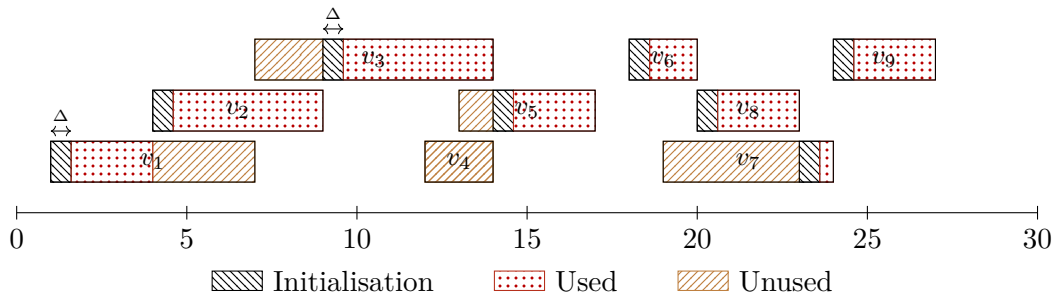 Δ
v₃ v₆ v₉
Δ
v₂ v₅ v₈
v₁ v₄ v₇
0 5 10 15 20 25 30
Initialisation Used Unused